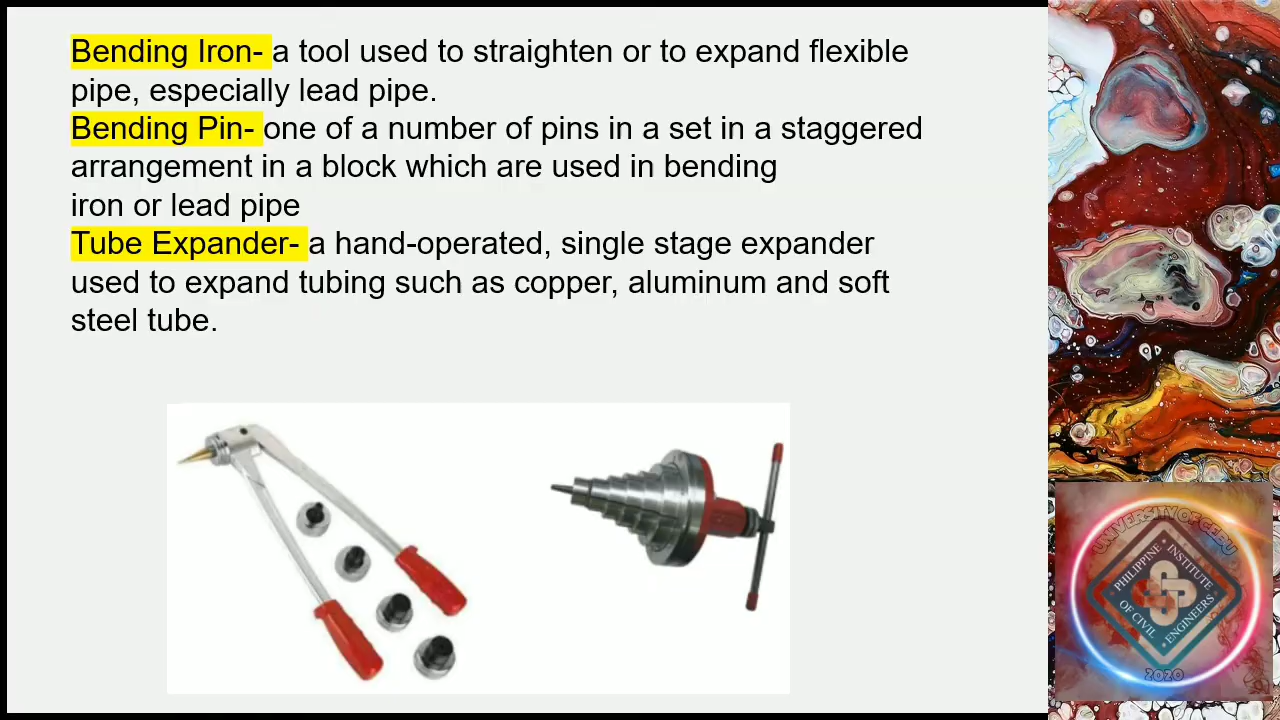 Bending Iron- a tool used to straighten or to expand flexible
pipe, especially lead pipe.
Bending Pin- one of a number of pins in a set in a staggered
arrangement in a block which are used in bending
iron or lead pipe
Tube Expander- a hand-operated, single stage expander
used to expand tubing such as copper, aluminum and soft
steel tube.
UNIVERSITY OF CEBU
PHILIPPINE INSTITUTE
OF CIVIL ENGINEERS
2020